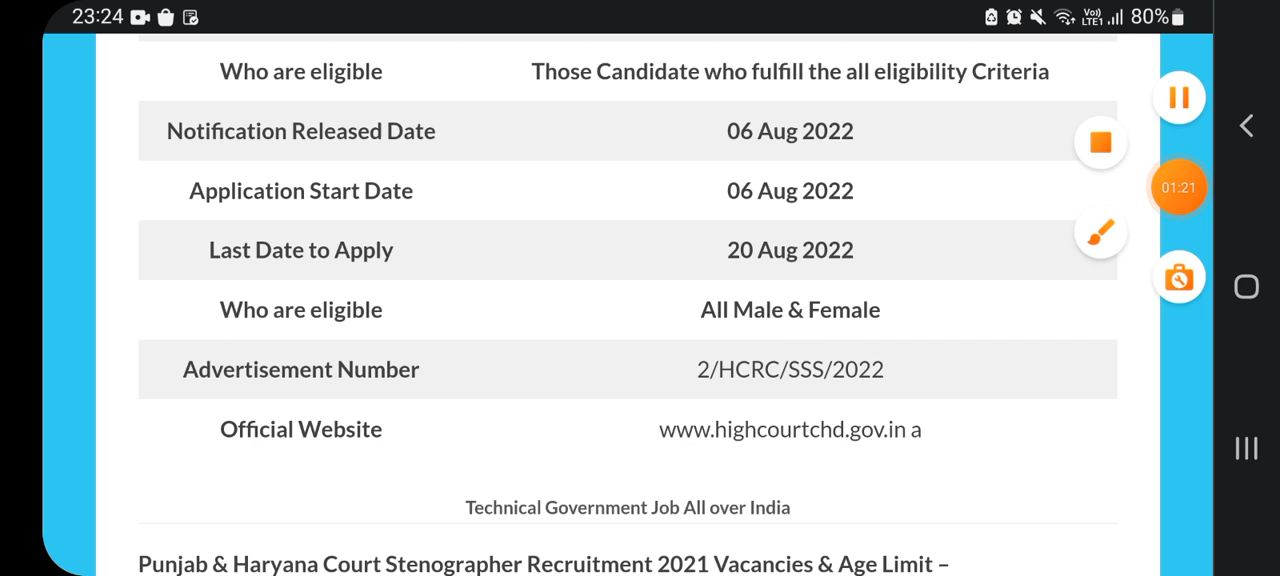 23:24 Vo)) LTE1 80%
Who are eligible Those Candidate who fulfill the all eligibility Criteria
Notification Released Date 06 Aug 2022
Application Start Date 06 Aug 2022
01:21
Last Date to Apply 20 Aug 2022
Who are eligible All Male & Female
Advertisement Number 2/HCRC/SSS/2022
Official Website www.highcourtchd.gov.in a
Technical Government Job All over India
Punjab & Haryana Court Stenographer Recruitment 2021 Vacancies & Age Limit –